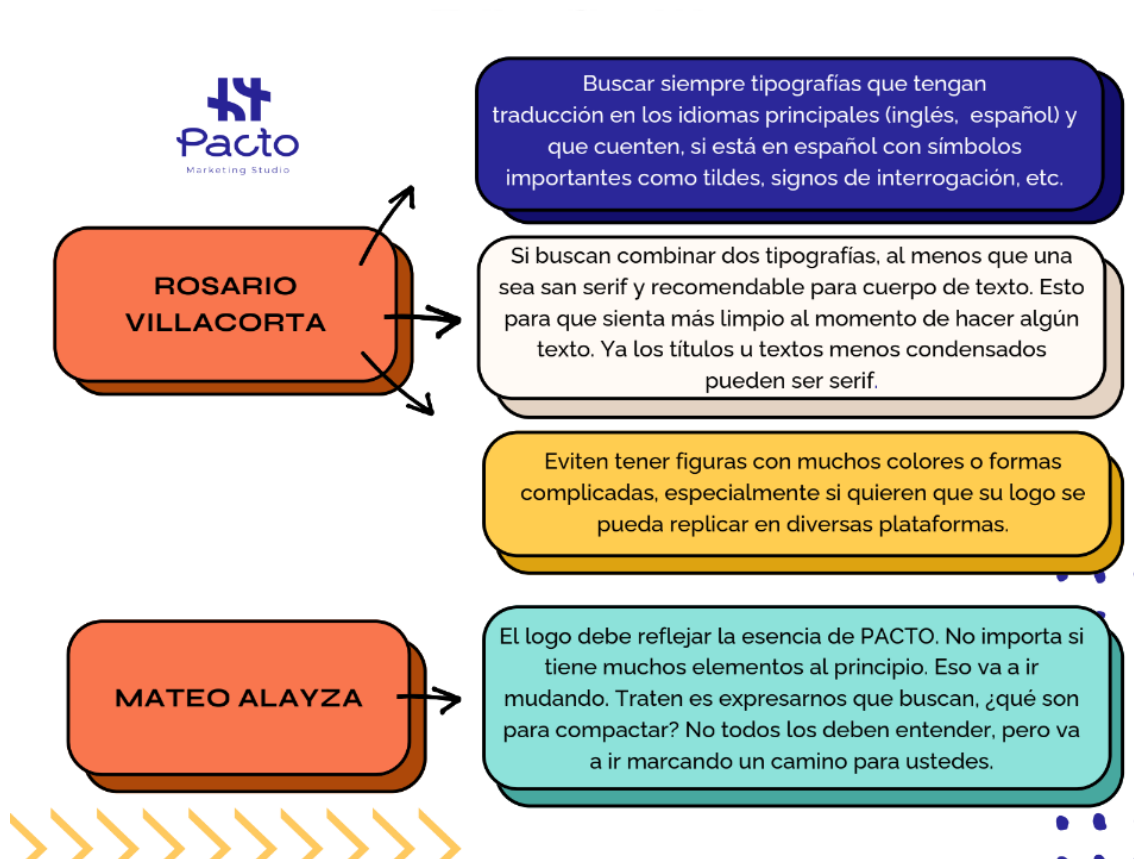 Pacto
Marketing Studio
Buscar siempre tipografías que tengan
traducción en los idiomas principales (inglés, español) y
que cuenten, si está en español con símbolos
importantes como tildes, signos de interrogación, etc.
ROSARIO
VILLACORTA
Si buscan combinar dos tipografías, al menos que una
sea san serif y recomendable para cuerpo de texto. Esto
para que sienta más limpio al momento de hacer algún
texto. Ya los títulos u textos menos condensados
pueden ser serif.
Eviten tener figuras con muchos colores o formas
complicadas, especialmente si quieren que su logo se
pueda replicar en diversas plataformas.
MATEO ALAYZA
El logo debe reflejar la esencia de PACTO. No importa si
tiene muchos elementos al principio. Eso va a ir
mudando. Traten es expresarnos que buscan, ¿qué son
para compactar? No todos los deben entender, pero va
a ir marcando un camino para ustedes.